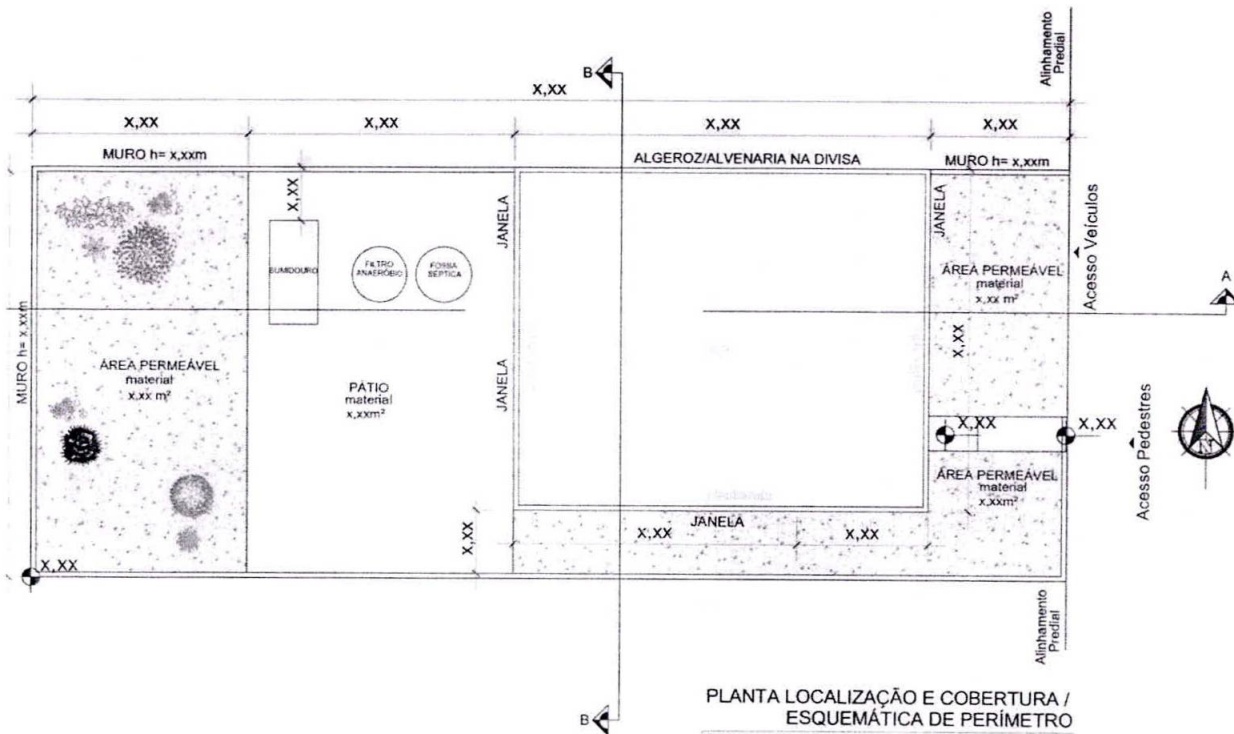 Alinhamento
Predial
B
x,xx
x,xx
x,xx
x,xx
x,xx
MURO h= x,xxm
ALGEROZ/ALVENARIA NA DIVISA
MURO h= x,xxm
x,xx
JANELA
JANELA
Acesso Veículos
SUMIDOURO
FILTRO
ANAERÓBIO
FOSSA
SÉPTICA
ÁREA PERMEÁVEL
material
x,xx m²
A
MURO h= x,xxm
x,xx
ÁREA PERMEÁVEL
material
x,xx m²
PÁTIO
material
x,xxm²
JANELA
x,xx
x,xx
Acesso Pedestres
N
ÁREA PERMEÁVEL
material
x,xxm²
JANELA
x,xx
x,xx
x,xx
x,xx
Alinhamento
Predial
B
PLANTA LOCALIZAÇÃO E COBERTURA /
ESQUEMÁTICA DE PERÍMETRO